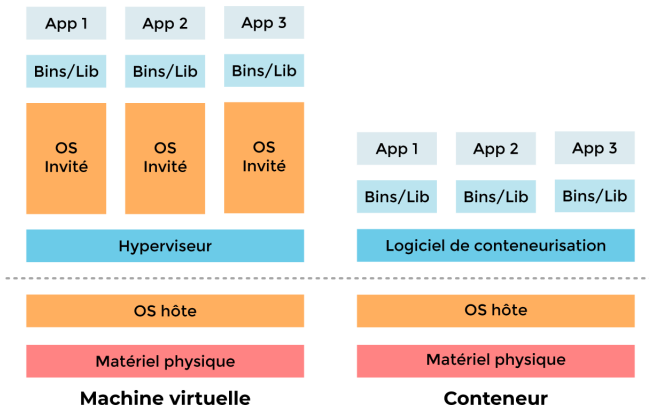 App 1
App 2
App 3
Bins/Lib
Bins/Lib
Bins/Lib
OS
Invité
OS
Invité
OS
Invité
Hyperviseur
OS hôte
Matériel physique
Machine virtuelle
App 1
App 2
App 3
Bins/Lib
Bins/Lib
Bins/Lib
Logiciel de conteneurisation
OS hôte
Matériel physique
Conteneur